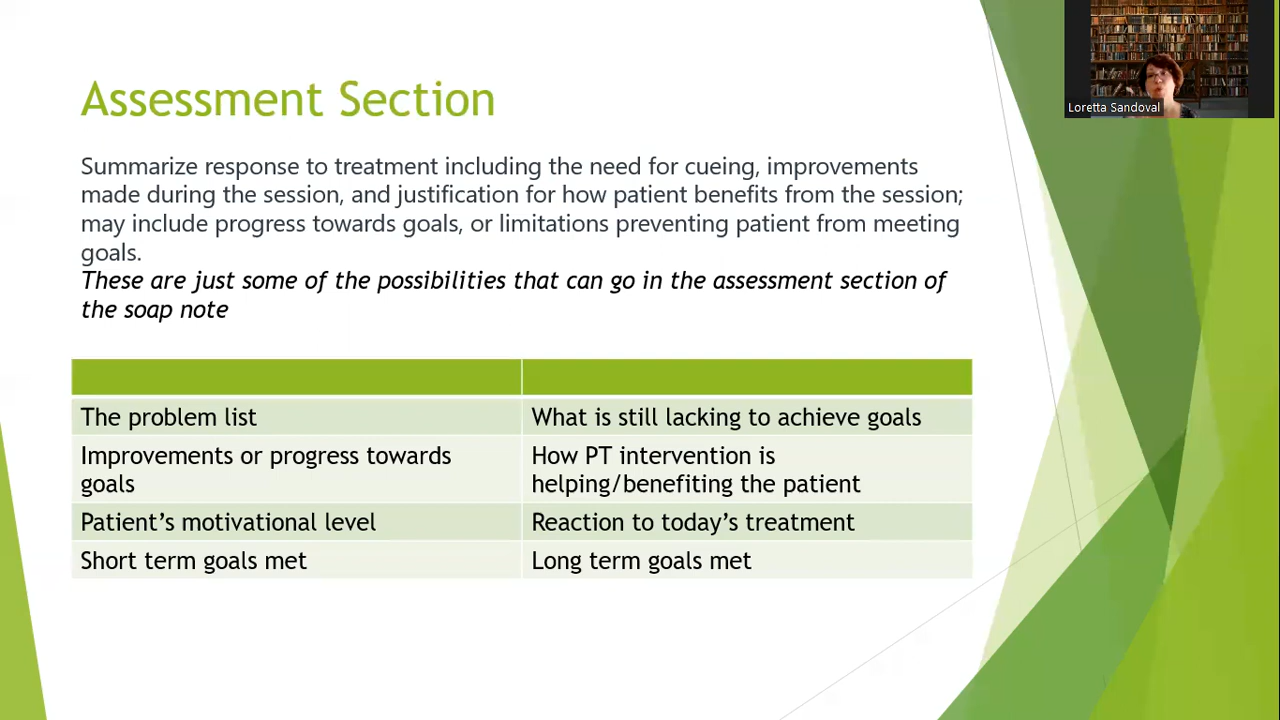 Assessment Section
Loretta Sandoval
Summarize response to treatment including the need for cueing, improvements
made during the session, and justification for how patient benefits from the session;
may include progress towards goals, or limitations preventing patient from meeting
goals.
These are just some of the possibilities that can go in the assessment section of
the soap note
The problem list
What is still lacking to achieve goals
Improvements or progress towards
goals
How PT intervention is
helping/benefiting the patient
Patient's motivational level
Reaction to today's treatment
Short term goals met
Long term goals met